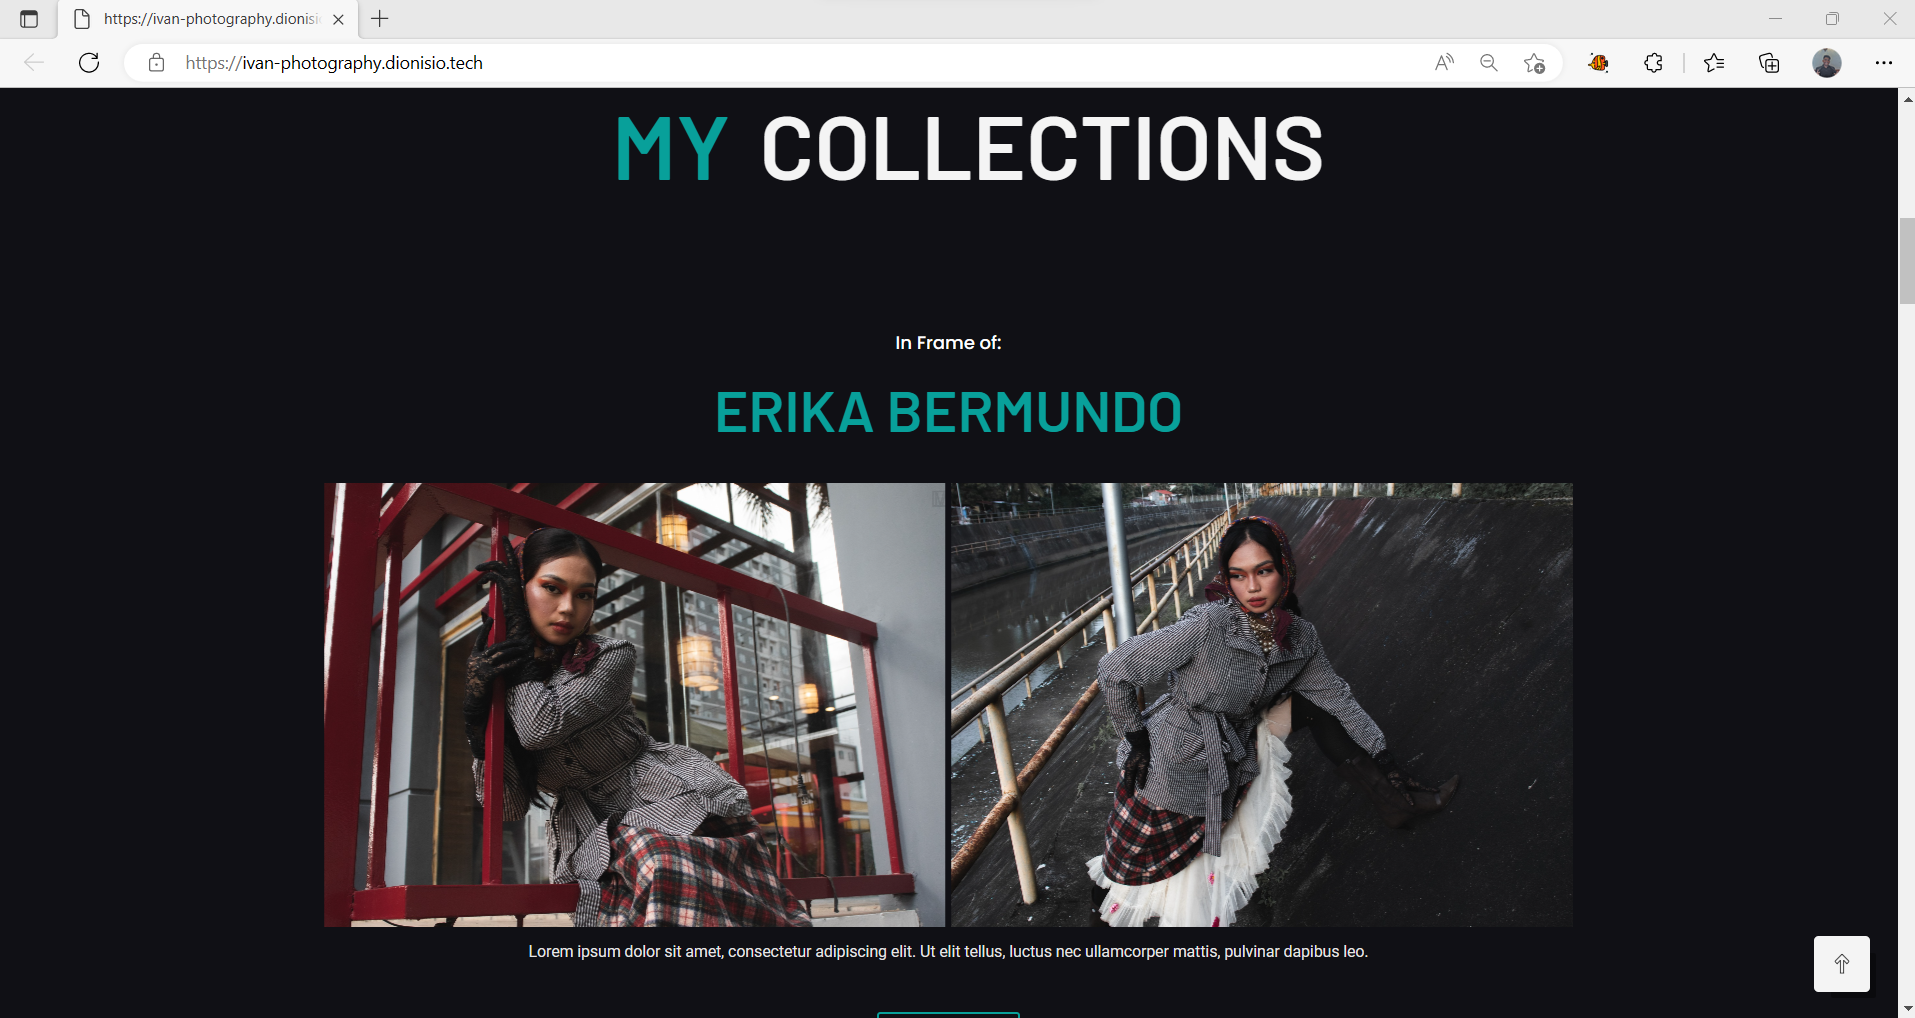 https://ivan-photography.dionisi
https://ivan-photography.dionisio.tech
MY COLLECTIONS
In Frame of:
ERIKA BERMUNDO
Lorem ipsum dolor sit amet, consectetur adipiscing elit. Ut elit tellus, luctus nec ullamcorper mattis, pulvinar dapibus leo.